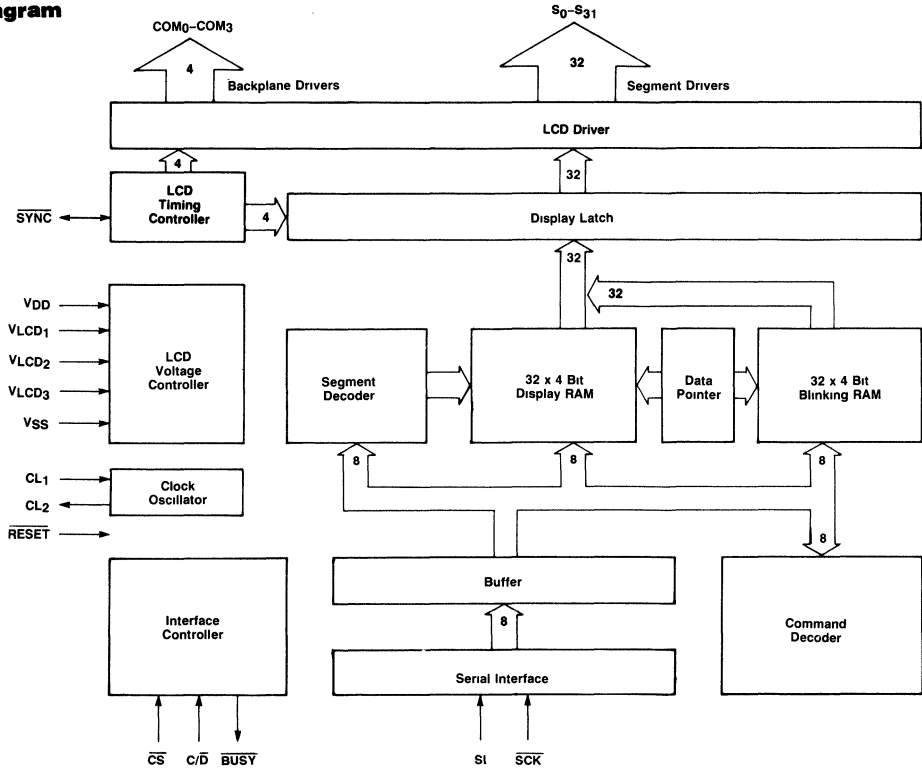 gram
COM0–COM3
S0–S31
4
32
Backplane Drivers
Segment Drivers
LCD Driver
4
32
LCD
Timing
Controller
SYNC
4
Display Latch
32
32
VDD
VLCD1
VLCD2
VLCD3
VSS
LCD
Voltage
Controller
Segment
Decoder
32 x 4 Bit
Display RAM
Data
Pointer
32 x 4 Bit
Blinking RAM
8
8
8
CL1
CL2
Clock
Oscillator
RESET
8
Buffer
Interface
Controller
8
Command
Decoder
Serial Interface
CS
C/D
BUSY
SI
SCK